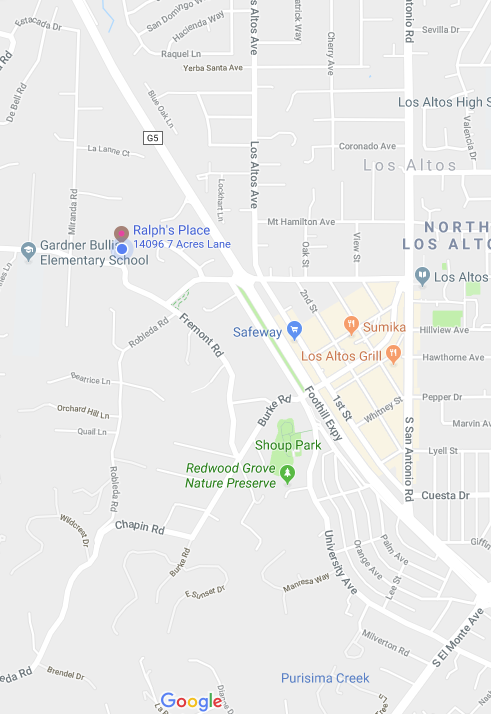 Estacada Dr
San Domingo Way
Hacienda Way
Patrick Way
Cherry Ave
Sevilla Dr
Antonio Rd
Raquel Ln
Yerba Santa Ave
Los Altos Ave
De Bell Rd
Blue Oak Ln
Los Altos High S
Valencia Dr
G5
La Lanne Ct
Coronado Ave
Los Altos Ave
Los Altos
Miranda Rd
Lockhart Ln
Ralph's Place
14096 7 Acres Lane
Mt Hamilton Ave
NORTH
LOS ALTO
Gardner Bullis
Elementary School
Oak St
View St
Los Altos
2nd St
Robleda Rd
Fremont Rd
Safeway
Sumika
Hillview Ave
Los Altos Grill
Hawthorne Ave
Beatrice Ln
Orchard Hill Ln
Quail Ln
Burke Rd
Foothill Expy
1st St
Whitney St
Pepper Dr
Marvin Av
Shoup Park
S San Antonio Rd
Lyell St
Redwood Grove
Nature Preserve
Robleda Rd
Cuesta Dr
Wildcrest Dr
Chapin Rd
University Ave
Orange Ave
Palm Ave
Giffin
Burke Rd
E Sunset Dr
Manresa Way
Lee St
S El Monte Ave
Milverton Rd
eda Rd
Brendel Dr
Purisima Creek
Google